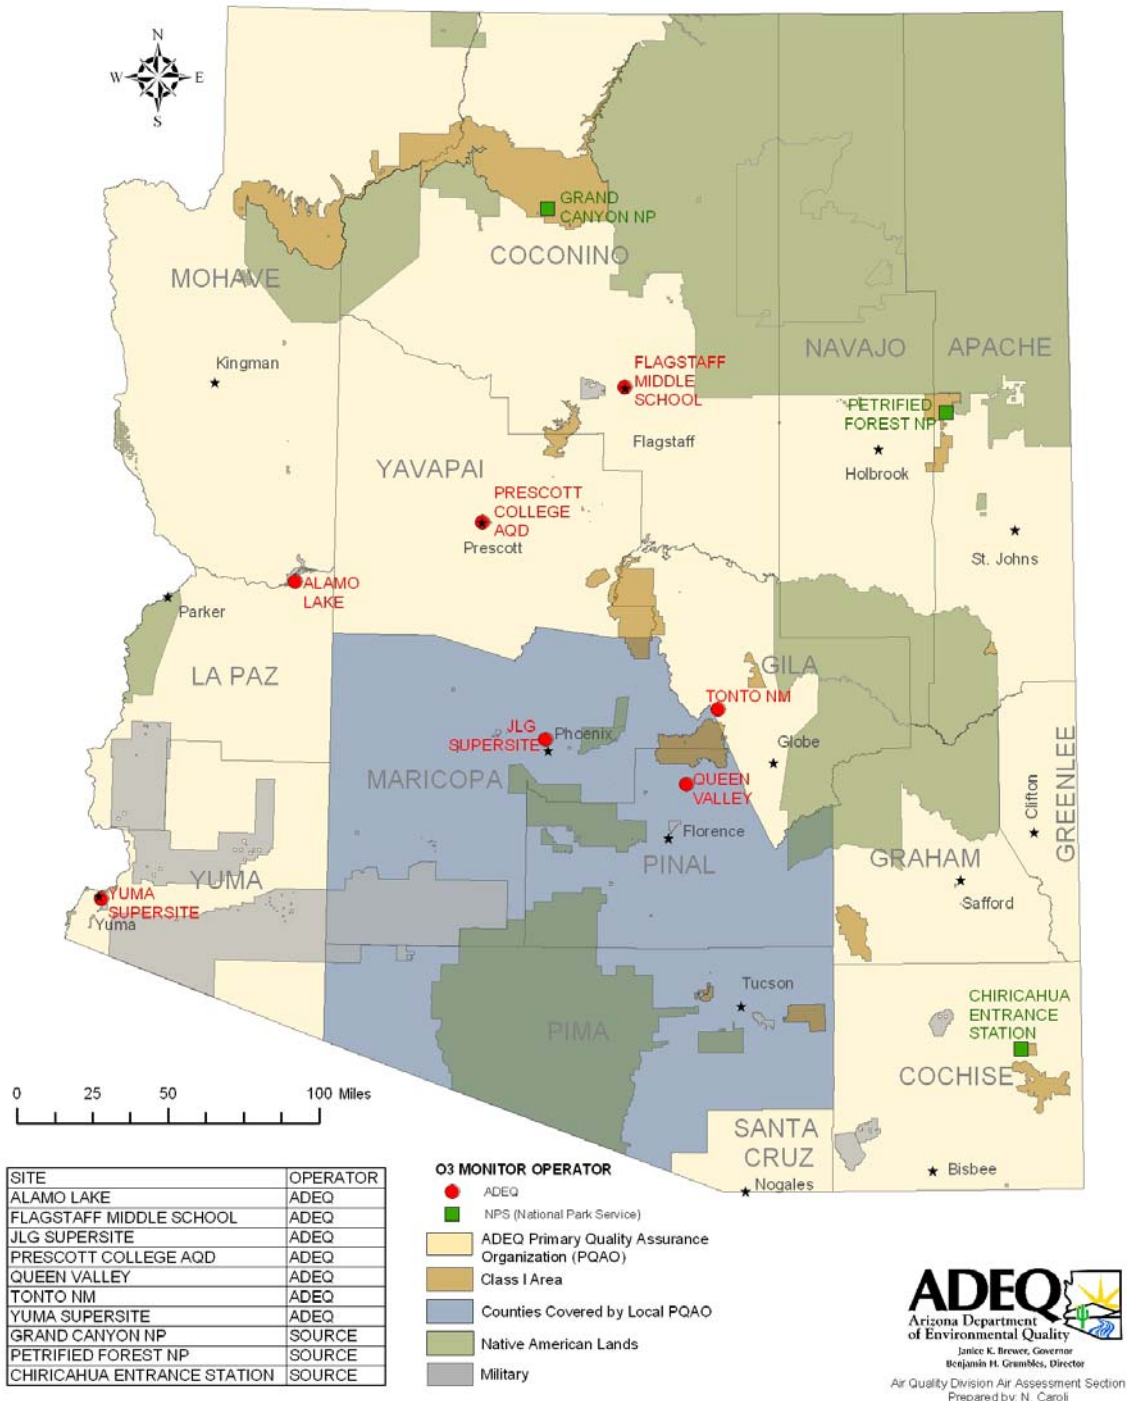 N
W E
S
GRAND
CANYON NP
COCONINO
MOHAVE
Kingman
NAVAJO
APACHE
FLAGSTAFF
MIDDLE
SCHOOL
Flagstaff
PETRIFIED
FOREST NP
Holbrook
YAVAPAI
PRESCOTT
COLLEGE
AQD
Prescott
St. Johns
ALAMO
LAKE
Parker
LA PAZ
GILA
TONTO NM
JLG
SUPERSITE
Phoenix
Globe
MARICOPA
QUEEN
VALLEY
Florence
PINAL
GREENLEE
Clifton
GRAHAM
Safford
YUMA
YUMA
SUPERSITE
Yuma
Tucson
PIMA
CHIRICAHUA
ENTRANCE
STATION
COCHISE
SANTA
CRUZ
Nogales
Bisbee
0 25 50 100 Miles
SITE OPERATOR
ALAMO LAKE ADEQ
FLAGSTAFF MIDDLE SCHOOL ADEQ
JLG SUPERSITE ADEQ
PRESCOTT COLLEGE AQD ADEQ
QUEEN VALLEY ADEQ
TONTO NM ADEQ
YUMA SUPERSITE ADEQ
GRAND CANYON NP SOURCE
PETRIFIED FOREST NP SOURCE
CHIRICAHUA ENTRANCE STATION SOURCE
O3 MONITOR OPERATOR
ADEQ
NPS (National Park Service)
ADEQ Primary Quality Assurance
Organization (PQAO)
Class I Area
Counties Covered by Local PQAO
Native American Lands
Military
ADEQ
Arizona Department
of Environmental Quality
Janice K. Brewer, Governor
Benjamin H. Grumbles, Director
Air Quality Division Air Assessment Section
Prepared by: N. Caroli